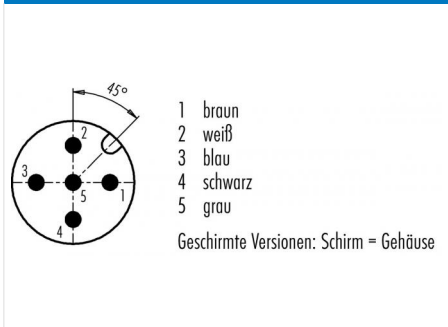 45°
2
3
1
5
4
1 braun
2 weiß
3 blau
4 schwarz
5 grau
Geschirmte Versionen: Schirm = Gehäuse